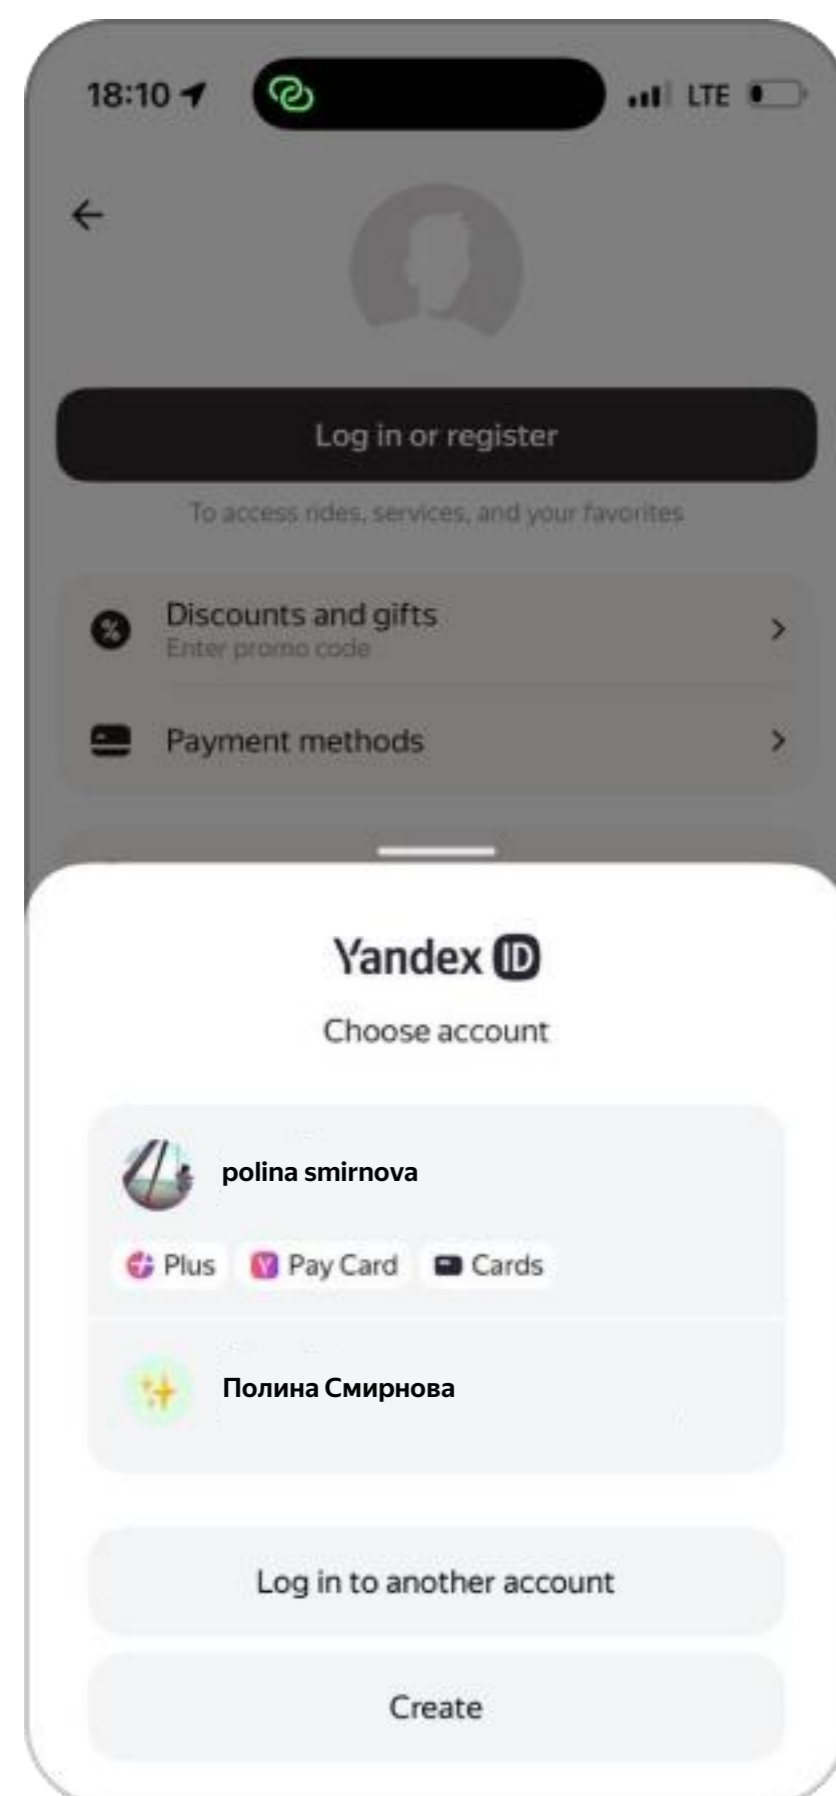 18:10 LTE
Log in or register
To access rides, services, and your favorites
Discounts and gifts
Enter promo code
Payment methods
Yandex ID
Choose account
polina smirnova
Plus Pay Card Cards
Полина Смирнова
Log in to another account
Create